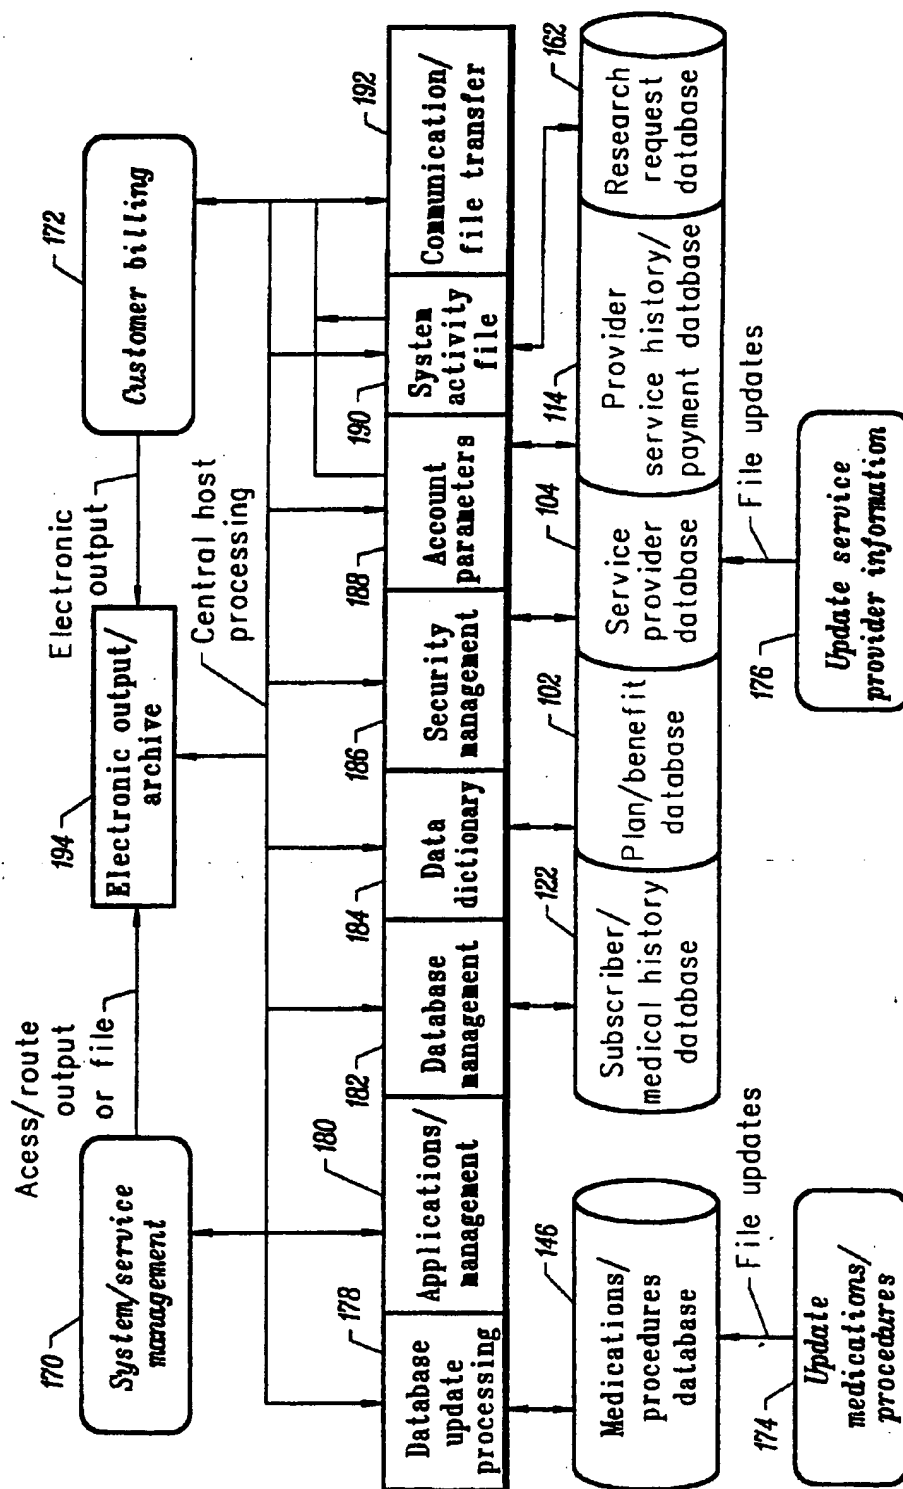 170
System/service
management
Acess/route
output
or file
194
Electronic output/
archive
Electronic
output
172
Customer billing
Central host
processing
178
Database
update
processing
180
Applications/
management
182
Database
management
184
Data
dictionary
186
Security
management
188
Account
parameters
190
System
activity
file
192
Communication/
file transfer
146
Medications/
procedures
database
122
Subscriber/
medical history
database
102
Plan/benefit
database
104
Service
provider
database
114
Provider
service history/
payment database
162
Research
request
database
File updates
174
Update
medications/
procedures
File updates
176
Update service
provider information